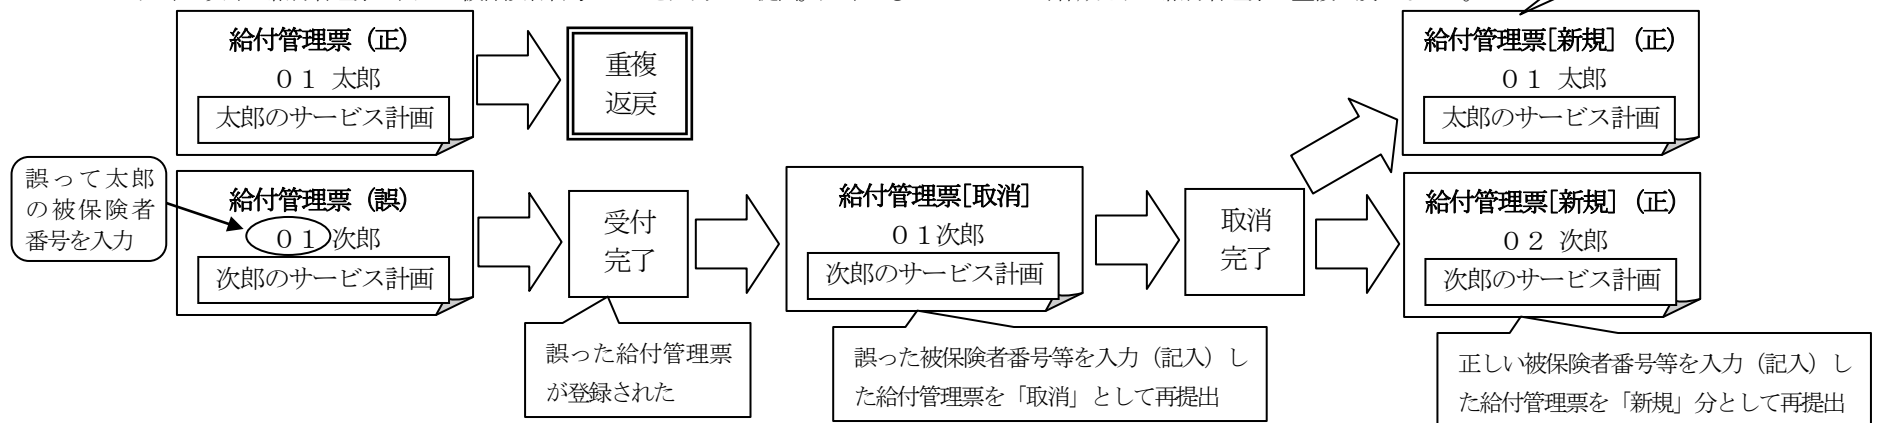 給付管理票（正）
０１ 太郎
太郎のサービス計画
重複
返戻
給付管理票[新規]（正）
０１ 太郎
太郎のサービス計画
誤って太郎
の被保険者
番号を入力
給付管理票（誤）
０１次郎
次郎のサービス計画
受付
完了
給付管理票[取消]
０１次郎
次郎のサービス計画
取消
完了
給付管理票[新規]（正）
０２ 次郎
次郎のサービス計画
誤った給付管理票
が登録された
誤った被保険者番号等を入力（記入）し
た給付管理票を「取消」として再提出
正しい被保険者番号等を入力（記入）し
た給付管理票を「新規」分として再提出